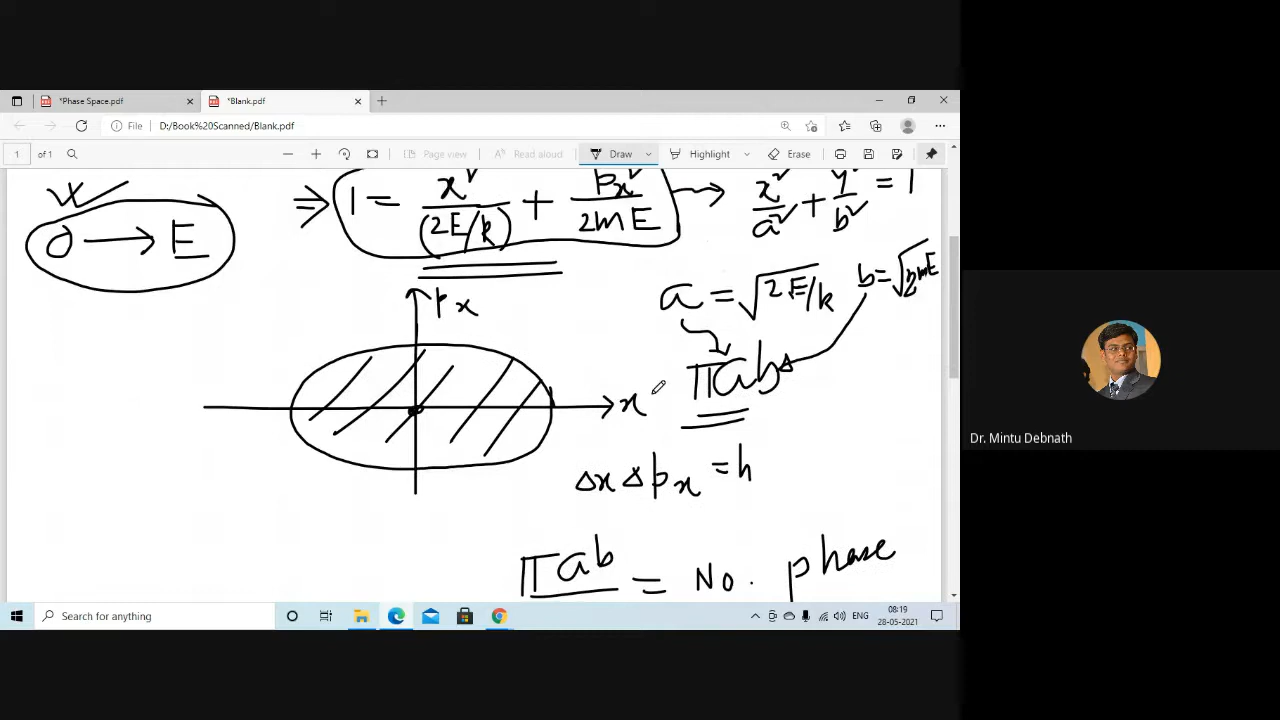 *Phase Space.pdf
*Blank.pdf
File D:/Book%20Scanned/Blank.pdf
1 of 1 Page view Read aloud Draw Highlight Erase
0 → E ⇒ 1 = x²/(2E/k) + px²/2mE → x²/a² + y²/b² = 1
px
a = √2E/k b = √2mE
πab
x
Δx Δpx = h
πab = No. phase
Dr. Mintu Debnath
Search for anything
ENG 08:19
28-05-2021